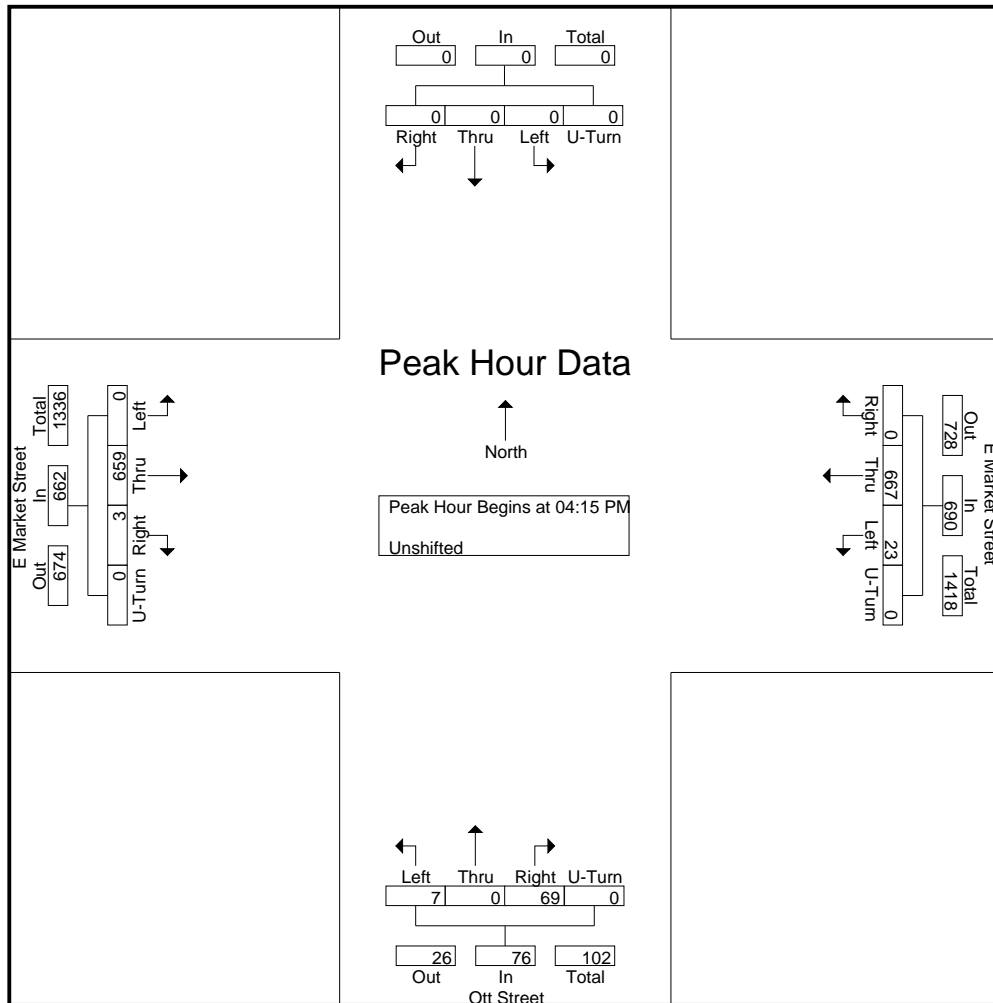 Out In Total
0 0 0
0 0 0 0
Right Thru Left U-Turn
Peak Hour Data
North
Peak Hour Begins at 04:15 PM
Unshifted
E Market Street
Total In Out
1336 662 674
0 659 3 0
Left Thru Right U-Turn
E Market Street
Out In Total
728 690 1418
0 667 23 0
Right Thru Left U-Turn
Left Thru Right U-Turn
7 0 69 0
26 76 102
Out In Total
Ott Street